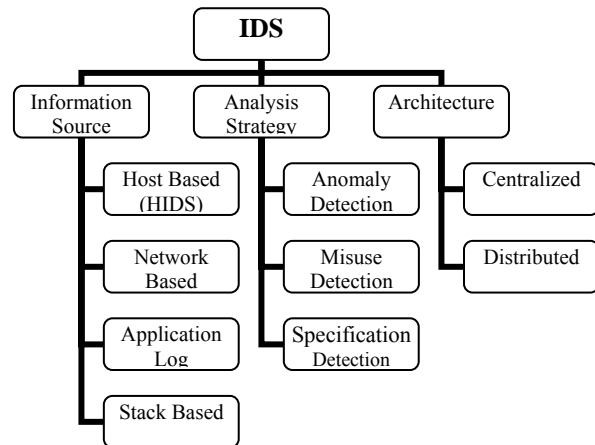 IDS
Information
Source
Analysis
Strategy
Architecture
Host Based
(HIDS)
Anomaly
Detection
Centralized
Network
Based
Misuse
Detection
Distributed
Application
Log
Specification
Detection
Stack Based